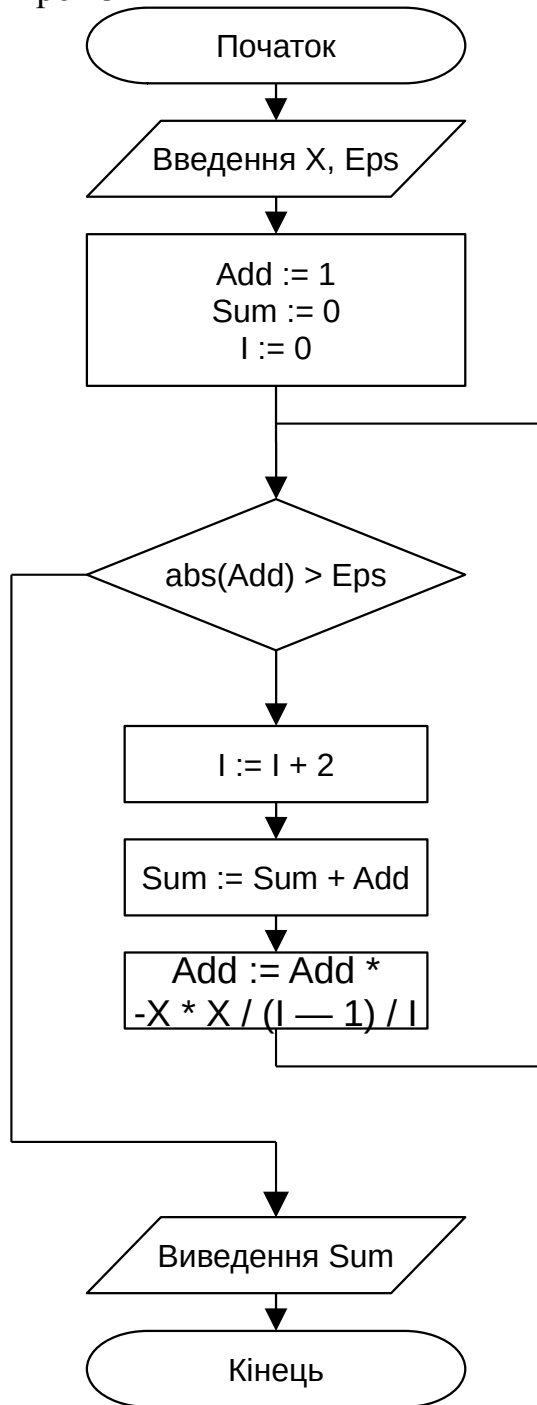 Початок
Введення X, Eps
Add := 1
Sum := 0
I := 0
abs(Add) > Eps
I := I + 2
Sum := Sum + Add
Add := Add *
-X * X / (I — 1) / I
Виведення Sum
Кінець